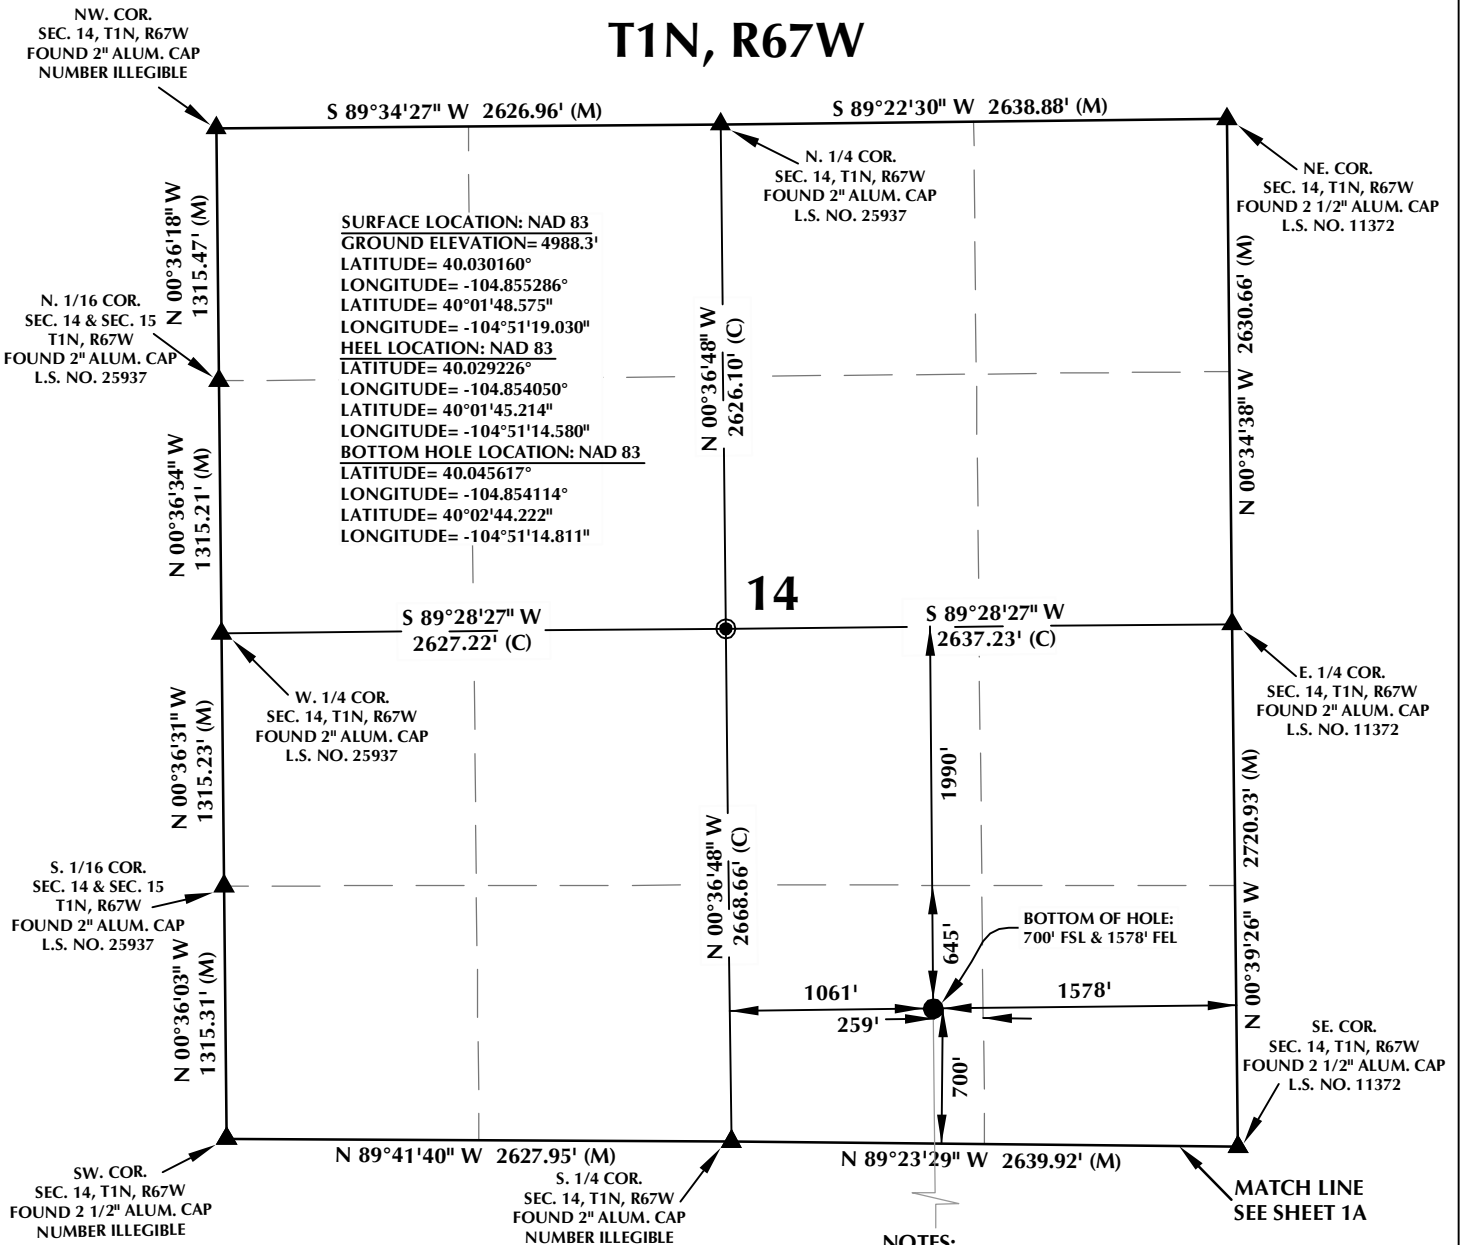 T1N, R67W
NW. COR.
SEC. 14, T1N, R67W
FOUND 2" ALUM. CAP
NUMBER ILLEGIBLE
S 89°34'27" W 2626.96' (M)
S 89°22'30" W 2638.88' (M)
N. 1/4 COR.
SEC. 14, T1N, R67W
FOUND 2" ALUM. CAP
L.S. NO. 25937
NE. COR.
SEC. 14, T1N, R67W
FOUND 2 1/2" ALUM. CAP
L.S. NO. 11372
N 00°36'18" W
1315.47' (M)
SURFACE LOCATION: NAD 83
GROUND ELEVATION= 4988.3'
LATITUDE= 40.030160°
LONGITUDE= -104.855286°
LATITUDE= 40°01'48.575"
LONGITUDE= -104°51'19.030"
HEEL LOCATION: NAD 83
LATITUDE= 40.029226°
LONGITUDE= -104.854050°
LATITUDE= 40°01'45.214"
LONGITUDE= -104°51'14.580"
BOTTOM HOLE LOCATION: NAD 83
LATITUDE= 40.045617°
LONGITUDE= -104.854114°
LATITUDE= 40°02'44.222"
LONGITUDE= -104°51'14.811"
N 00°36'48" W
2626.10' (C)
N 00°34'38" W 2630.66' (M)
N. 1/16 COR.
SEC. 14 & SEC. 15
T1N, R67W
FOUND 2" ALUM. CAP
L.S. NO. 25937
N 00°36'34" W
1315.21' (M)
14
S 89°28'27" W
2627.22' (C)
S 89°28'27" W
2637.23' (C)
W. 1/4 COR.
SEC. 14, T1N, R67W
FOUND 2" ALUM. CAP
L.S. NO. 25937
E. 1/4 COR.
SEC. 14, T1N, R67W
FOUND 2" ALUM. CAP
L.S. NO. 11372
N 00°36'31" W
1315.23' (M)
1990'
N 00°36'48" W
2668.66' (C)
N 00°39'26" W 2720.93' (M)
S. 1/16 COR.
SEC. 14 & SEC. 15
T1N, R67W
FOUND 2" ALUM. CAP
L.S. NO. 25937
645'
BOTTOM OF HOLE:
700' FSL & 1578' FEL
1061'
1578'
259'
700'
N 00°36'03" W
1315.31' (M)
SE. COR.
SEC. 14, T1N, R67W
FOUND 2 1/2" ALUM. CAP
L.S. NO. 11372
N 89°41'40" W 2627.95' (M)
N 89°23'29" W 2639.92' (M)
SW. COR.
SEC. 14, T1N, R67W
FOUND 2 1/2" ALUM. CAP
NUMBER ILLEGIBLE
S. 1/4 COR.
SEC. 14, T1N, R67W
FOUND 2" ALUM. CAP
NUMBER ILLEGIBLE
MATCH LINE
SEE SHEET 1A
NOTES: